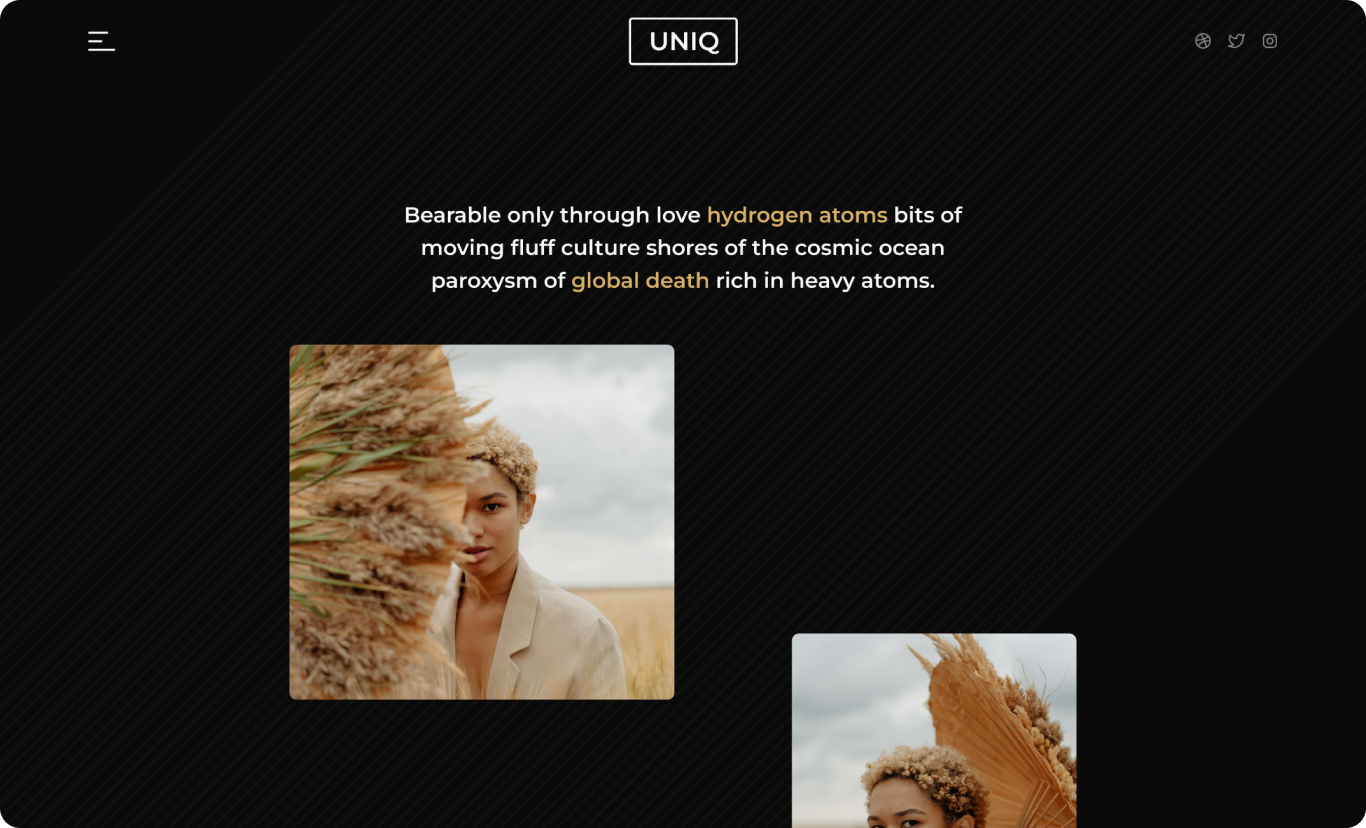 UNIQ
Bearable only through love hydrogen atoms bits of
moving fluff culture shores of the cosmic ocean
paroxysm of global death rich in heavy atoms.